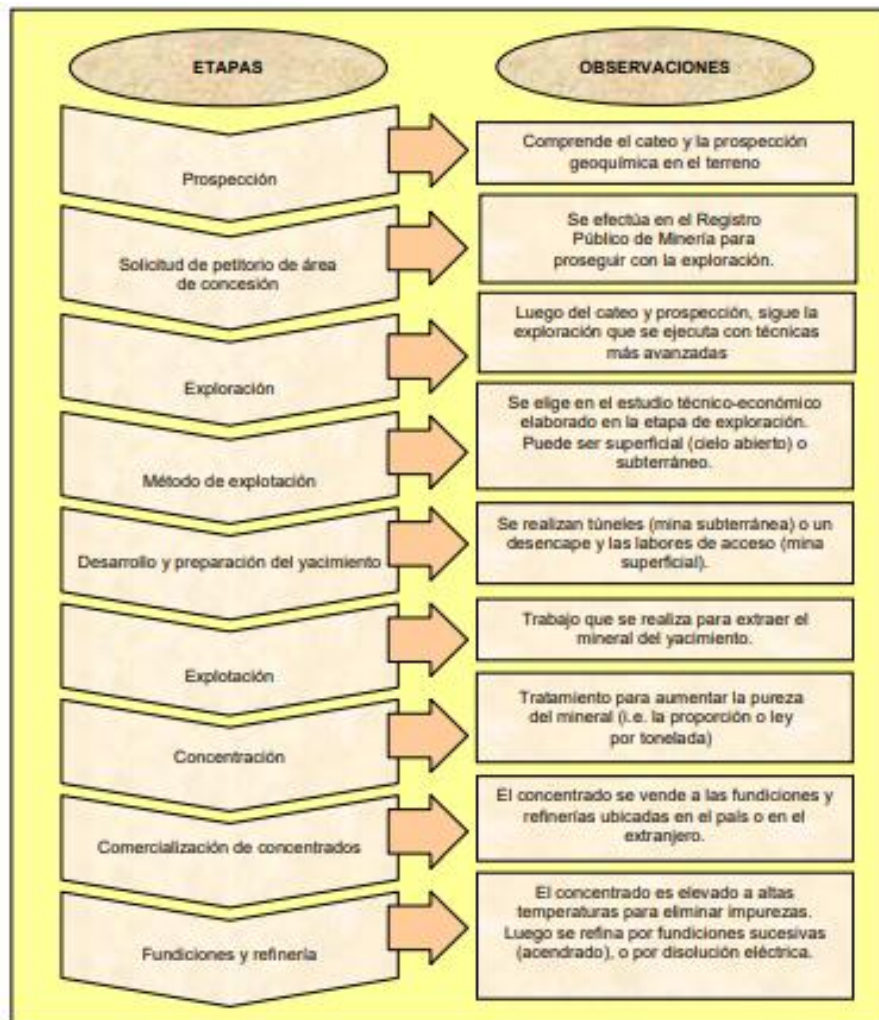 ETAPAS
OBSERVACIONES
Prospección
Comprende el cateo y la prospección
geoquímica en el terreno
Solicitud de petitorio de área
de concesión
Se efectúa en el Registro
Público de Minería para
proseguir con la exploración.
Exploración
Luego del cateo y prospección, sigue la
exploración que se ejecuta con técnicas
más avanzadas
Método de explotación
Se elige en el estudio técnico-económico
elaborado en la etapa de exploración.
Puede ser superficial (cielo abierto) o
subterráneo.
Desarrollo y preparación del yacimiento
Se realizan túneles (mina subterránea) o un
desencape y las labores de acceso (mina
superficial).
Explotación
Trabajo que se realiza para extraer el
mineral del yacimiento.
Concentración
Tratamiento para aumentar la pureza
del mineral (i.e. la proporción o ley
por tonelada)
Comercialización de concentrados
El concentrado se vende a las fundiciones y
refinerías ubicadas en el país o en el
extranjero.
Fundiciones y refinería
El concentrado es elevado a altas
temperaturas para eliminar impurezas.
Luego se refina por fundiciones sucesivas
(acendrado), o por disolución eléctrica.